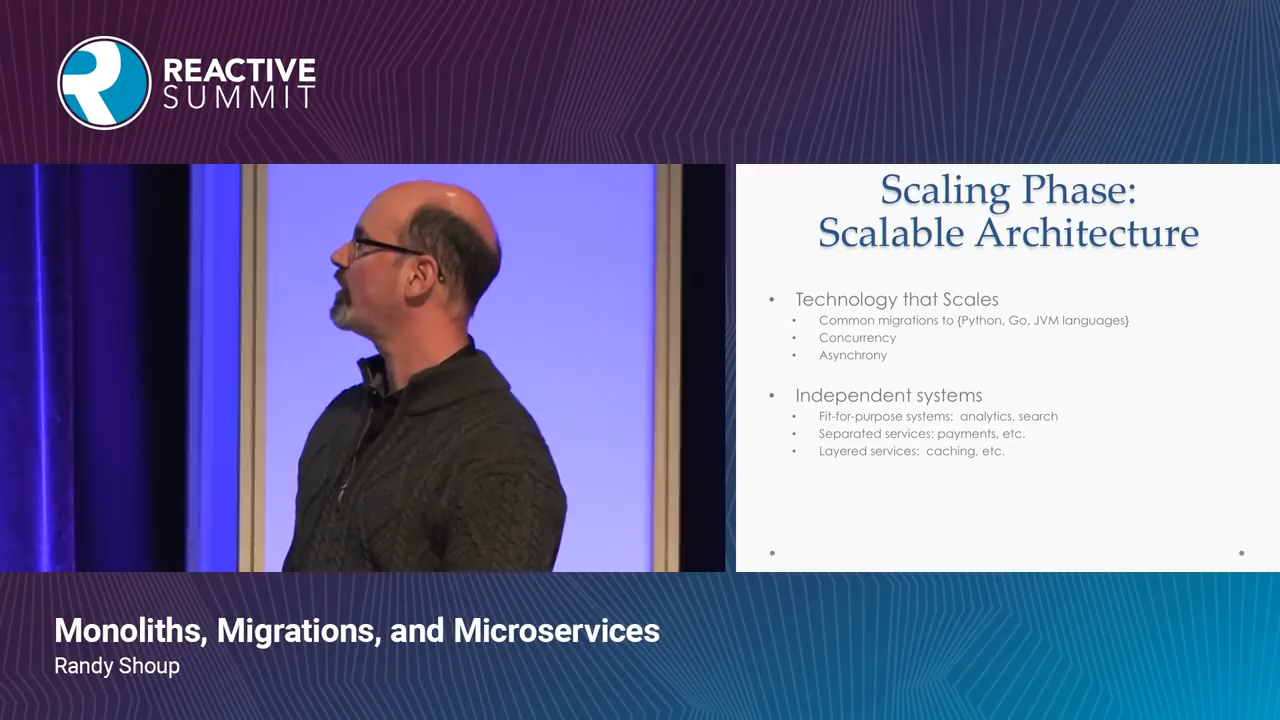 REACTIVE
SUMMIT
Scaling Phase:
Scalable Architecture
• Technology that Scales
• Common migrations to {Python, Go, JVM languages}
• Concurrency
• Asynchrony
• Independent systems
• Fit-for-purpose systems: analytics, search
• Separated services: payments, etc.
• Layered services: caching, etc.
Monoliths, Migrations, and Microservices
Randy Shoup